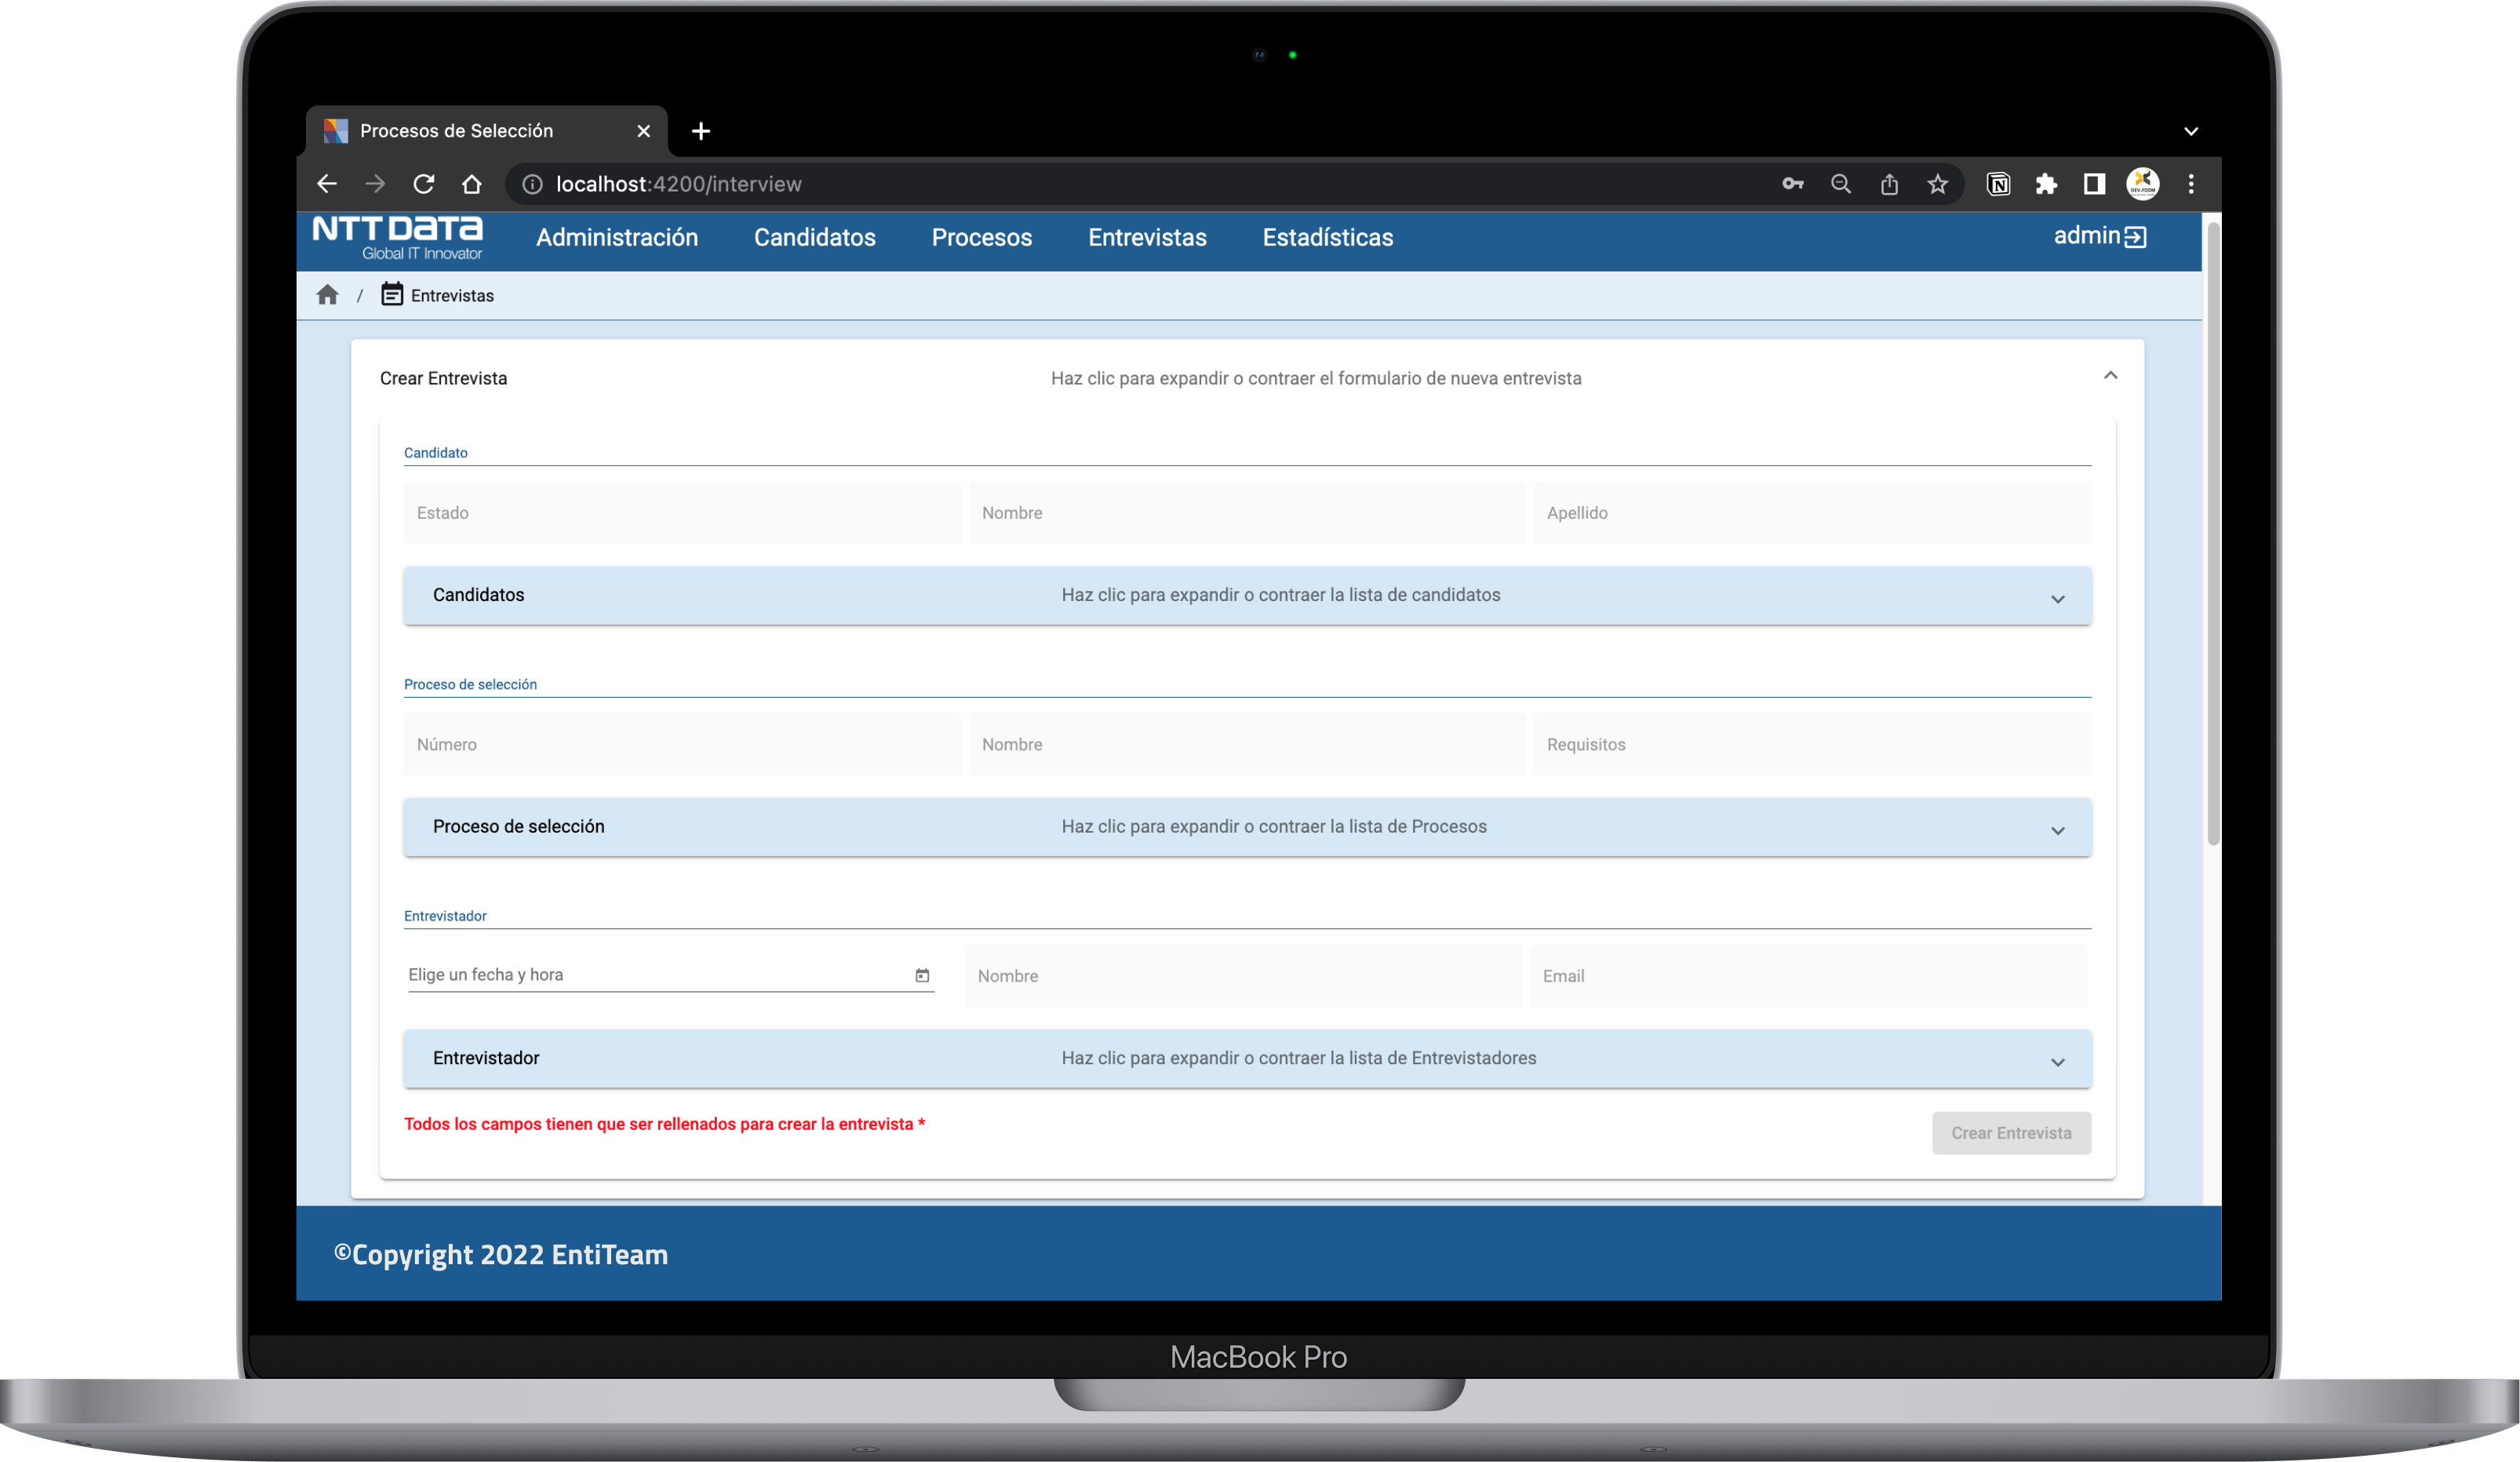 Procesos de Selección
localhost:4200/interview
NTT DATA
Global IT Innovator
Administración Candidatos Procesos Entrevistas Estadísticas admin
/ Entrevistas
Crear Entrevista Haz clic para expandir o contraer el formulario de nueva entrevista
Candidato
Estado Nombre Apellido
Candidatos Haz clic para expandir o contraer la lista de candidatos
Proceso de selección
Número Nombre Requisitos
Proceso de selección Haz clic para expandir o contraer la lista de Procesos
Entrevistador
Elige un fecha y hora Nombre Email
Entrevistador Haz clic para expandir o contraer la lista de Entrevistadores
Todos los campos tienen que ser rellenados para crear la entrevista * Crear Entrevista
©Copyright 2022 EntiTeam
MacBook Pro